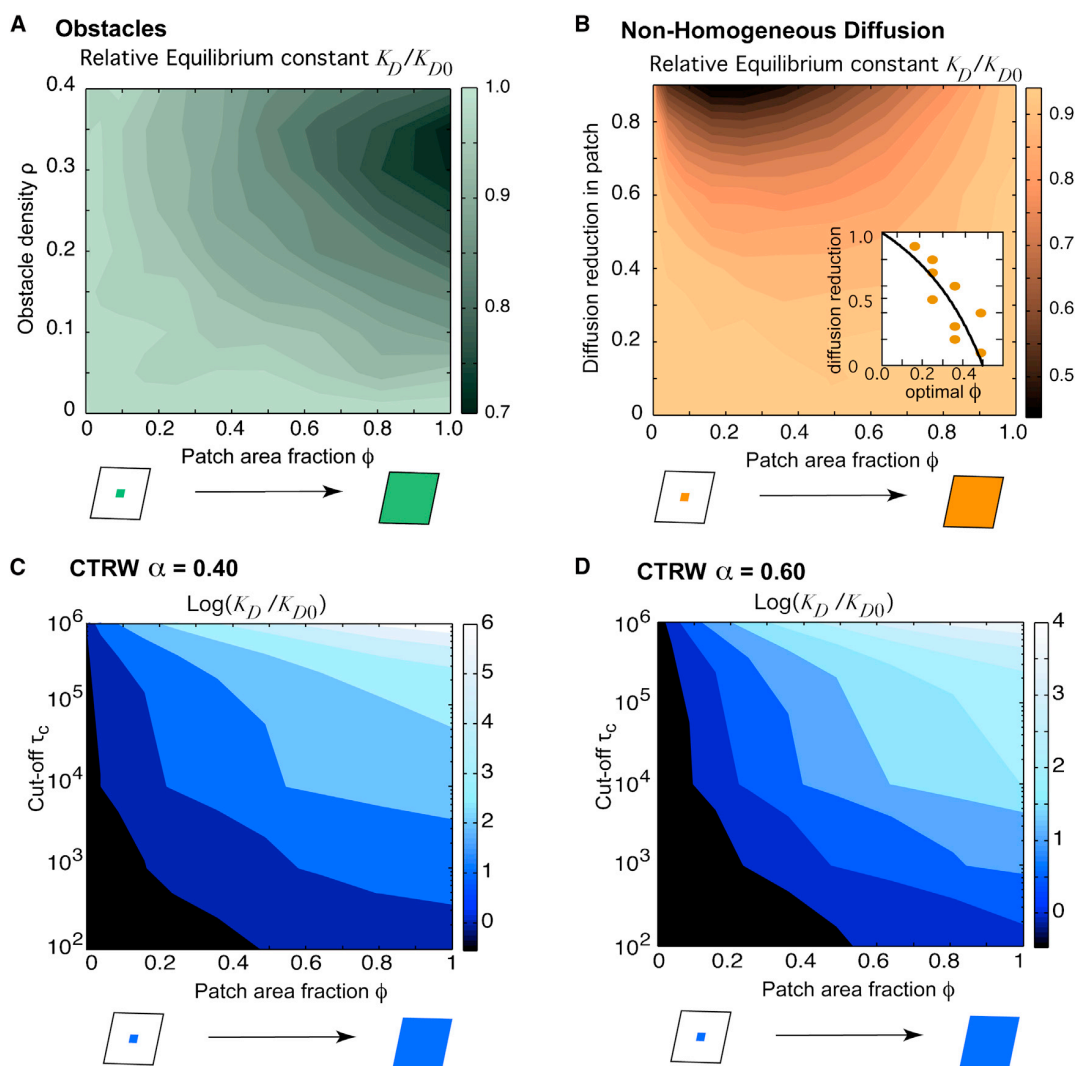 A Obstacles
Relative Equilibrium constant K_D/K_D0
0.4
0.3
0.2
0.1
0
Obstacle density ρ
0 0.2 0.4 0.6 0.8 1.0
Patch area fraction ϕ
1.0
0.9
0.8
0.7
B Non-Homogeneous Diffusion
Relative Equilibrium constant K_D/K_D0
0.8
0.6
0.4
0.2
0
Diffusion reduction in patch
0 0.2 0.4 0.6 0.8 1.0
Patch area fraction ϕ
0.9
0.8
0.7
0.6
0.5
1.0
0.5
0
diffusion reduction
0.0 0.2 0.4
optimal ϕ
C CTRW α = 0.40
Log(K_D /K_D0)
10^6
10^5
10^4
10^3
10^2
Cut-off τ_c
0 0.2 0.4 0.6 0.8 1
Patch area fraction ϕ
6
5
4
3
2
1
0
D CTRW α = 0.60
Log(K_D /K_D0)
10^6
10^5
10^4
10^3
10^2
Cut-off τ_c
0 0.2 0.4 0.6 0.8 1
Patch area fraction ϕ
4
3
2
1
0